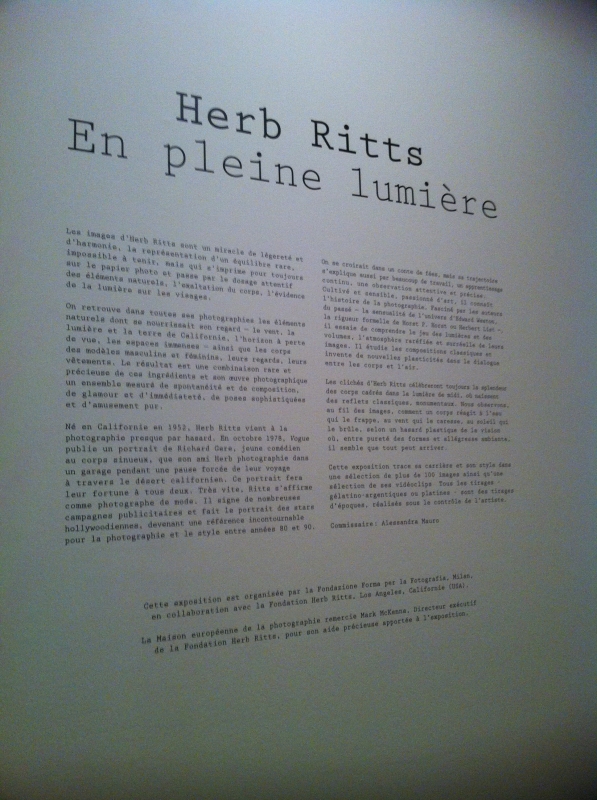 Herb Ritts
En pleine lumière
Les images d'Herb Ritts sont un miracle de légereté et
d'harmonie, la représentation d'un équilibre rare,
impossible à tenir, mais qui s'imprime pour toujours
sur le papier photo et passe par le dosage attentif
des éléments naturels, l'exaltation du corps, l'évidence
de la lumière sur les visages.
On retrouve dans toutes ses photographies les éléments
naturels dont se nourrissait son regard – le vent, la
lumière et la terre de Californie, l'horizon à perte
de vue, les espaces immenses – ainsi que les corps
des modèles masculins et féminins, leurs regards, leurs
vêtements. Le résultat est une combinaison rare et
précieuse de ces ingrédients et son œuvre photographique
un ensemble mesuré de spontanéité et de composition,
de glamour et d'immédiateté, de poses sophistiquées
et d'amusement pur.
Né en Californie en 1952, Herb Ritts vient à la
photographie presque par hasard. En octobre 1978, Vogue
publie un portrait de Richard Gere, jeune comédien
au corps sinueux, que son ami Herb photographie dans
un garage pendant une pause forcée de leur voyage
à travers le désert californien. Ce portrait fera
leur fortune à tous deux. Très vite, Ritts s'affirme
comme photographe de mode. Il signe de nombreuses
campagnes publicitaires et fait le portrait des stars
hollywoodiennes, devenant une référence incontournable
pour la photographie et le style entre années 80 et 90.
On se croirait dans un conte de fées, mais sa trajectoire
s'explique aussi par beaucoup de travail, un apprentissage
continu, une observation attentive et précise.
Cultivé et sensible, passionné d'art, il connaît
l'histoire de la photographie. Fasciné par les auteurs
du passé – la sensualité de l'univers d'Edward Weston,
la rigueur formelle de Horst P. Horst ou Herbert List –,
il essaie de comprendre le jeu des lumières et des
volumes, l'atmosphère raréfiée et surréelle de leurs
images. Il étudie les compositions classiques et
invente de nouvelles plasticités dans le dialogue
entre les corps et l'air.
Les clichés d'Herb Ritts célèbreront toujours la splendeur
des corps cadrés dans la lumière de midi, où naissent
des reflets classiques, monumentaux. Nous observons,
au fil des images, comment un corps réagit à l'eau
qui le frappe, au vent qui le caresse, au soleil qui
le brûle, selon un hasard plastique de la vision
où, entre pureté des formes et allégresse ambiante,
il semble que tout peut arriver.
Cette exposition trace sa carrière et son style dans
une sélection de plus de 100 images ainsi qu'une
sélection de ses vidéoclips. Tous les tirages -
gélatino-argentiques ou platines - sont des tirages
d'époques, réalisés sous le contrôle de l'artiste.
Commissaire: Alessandra Mauro
Cette exposition est organisée par la Fondazione Forma per la Fotografia, Milan,
en collaboration avec la Fondation Herb Ritts, Los Angeles, Californie (USA).
La Maison européenne de la photographie remercie Mark McKenna, Directeur exécutif
de la Fondation Herb Ritts, pour son aide précieuse apportée à l'exposition.